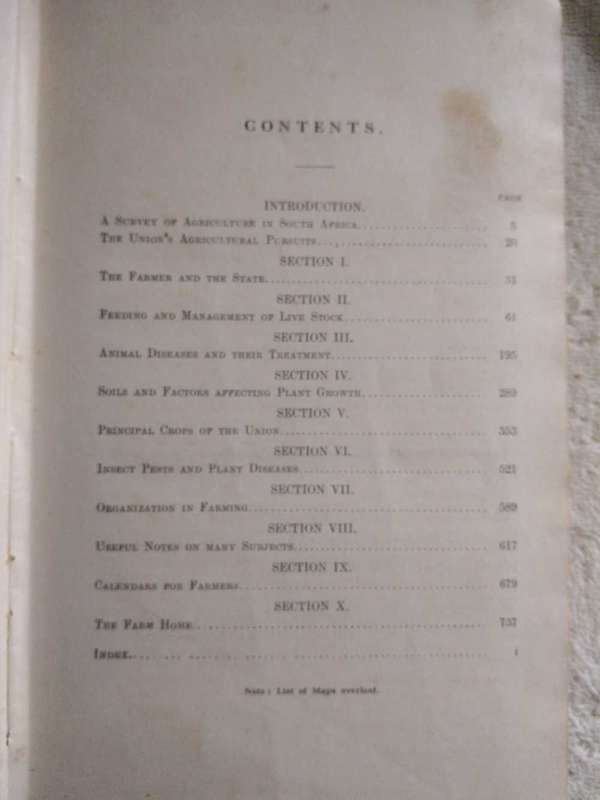 CONTENTS.
PAGE
INTRODUCTION.
A Survey of Agriculture in South Africa 5
The Union's Agricultural Pursuits 20
SECTION I.
The Farmer and the State
SECTION II.
Feeding and Management of Live Stock 61
SECTION III.
Animal Diseases and their Treatment 195
SECTION IV.
Soils and Factors affecting Plant Growth 289
SECTION V.
Principal Crops of the Union
SECTION VI.
Insect Pests and Plant Diseases 521
SECTION VII.
Organization in Farming 589
SECTION VIII.
Useful Notes on many Subjects 617
SECTION IX.
Calendars for Farmers 679
SECTION X.
The Farm Home 737
Index i
Note: List of Maps overleaf.